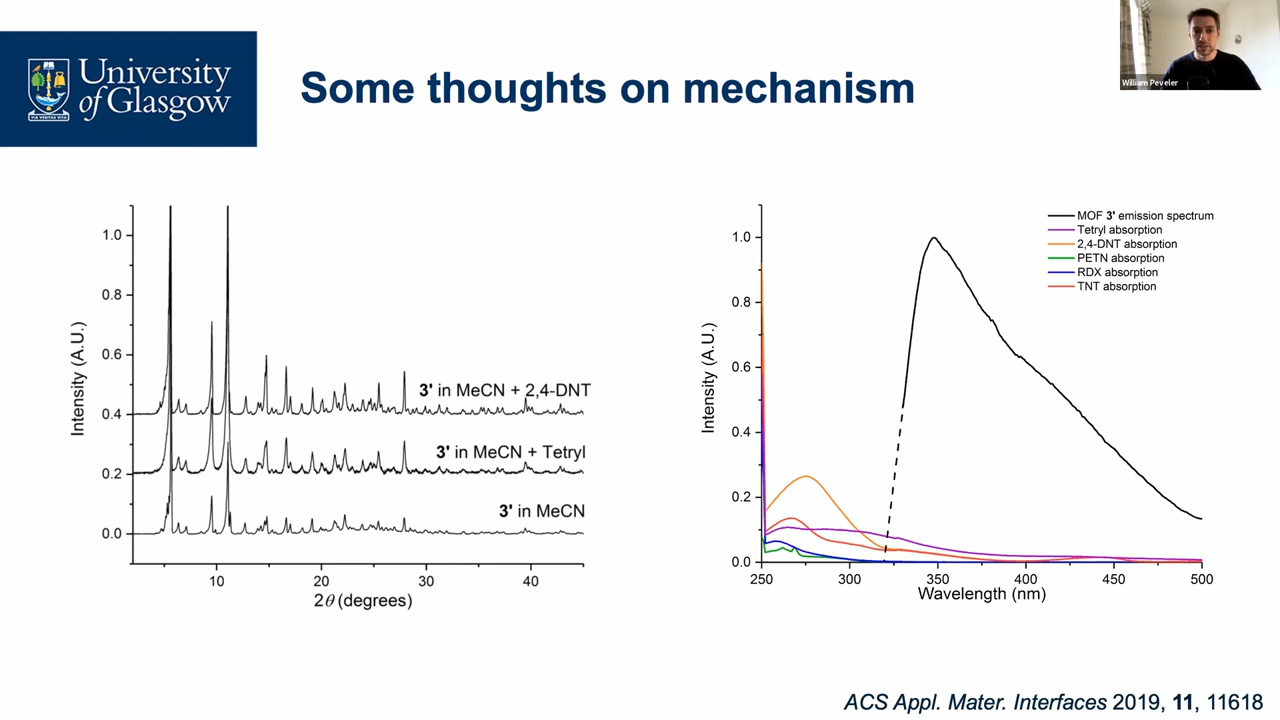 University
of Glasgow
VIA VERITAS VITA
Some thoughts on mechanism
William Peveler
Intensity (A.U.)
1.0
0.8
0.6
0.4
0.2
0.0
3' in MeCN + 2,4-DNT
3' in MeCN + Tetryl
3' in MeCN
10 20 30 40
2θ (degrees)
Intensity (A.U.)
1.0
0.8
0.6
0.4
0.2
0.0
MOF 3' emission spectrum
Tetryl absorption
2,4-DNT absorption
PETN absorption
RDX absorption
TNT absorption
250 300 350 400 450 500
Wavelength (nm)
ACS Appl. Mater. Interfaces 2019, 11, 11618